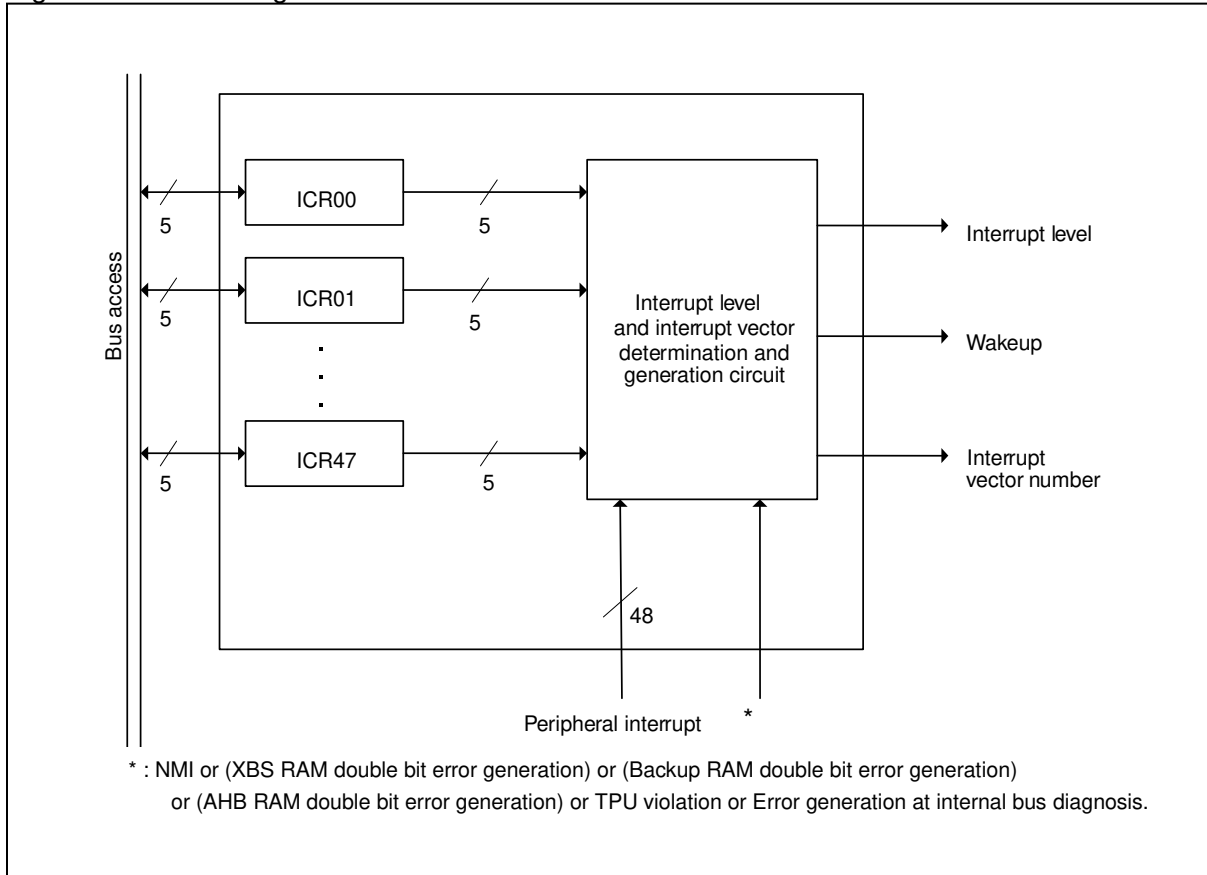 Bus access
ICR00
5
5
ICR01
5
5
.
.
.
ICR47
5
5
Interrupt level
and interrupt vector
determination and
generation circuit
Interrupt level
Wakeup
Interrupt
vector number
48
Peripheral interrupt
*
* : NMI or (XBS RAM double bit error generation) or (Backup RAM double bit error generation)
or (AHB RAM double bit error generation) or TPU violation or Error generation at internal bus diagnosis.